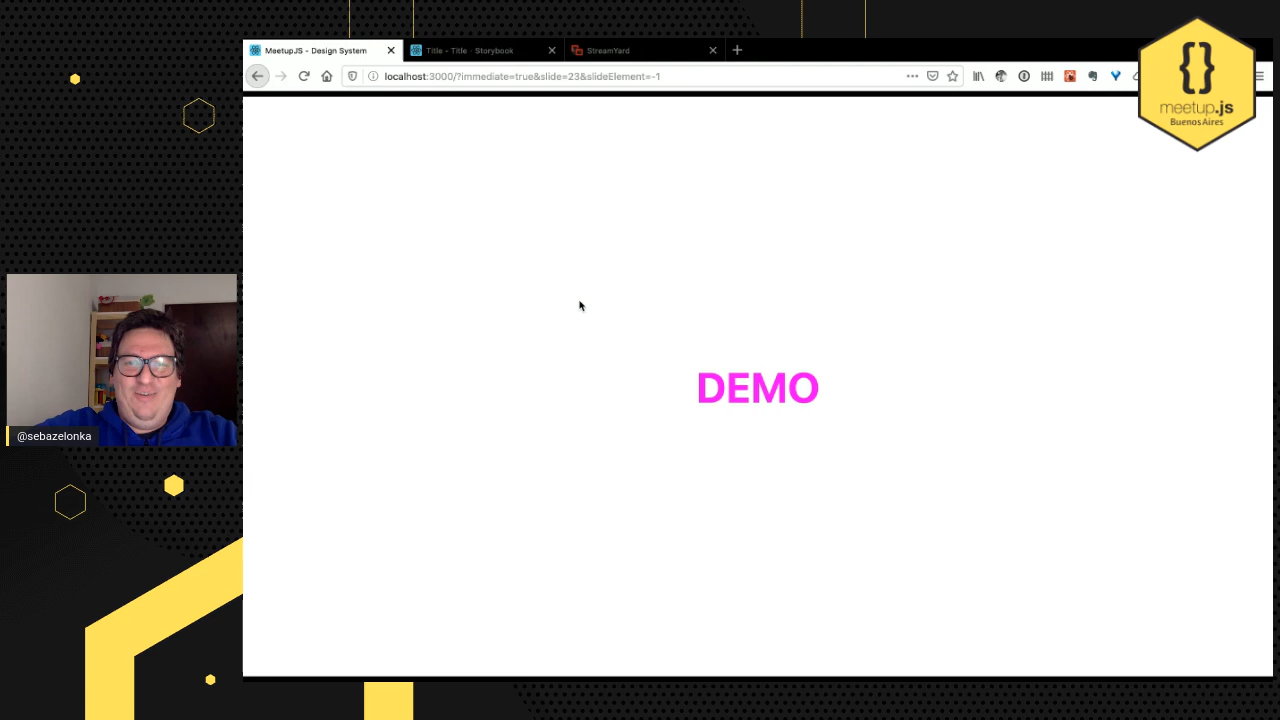 MeetupJS - Design System
Title - Title · Storybook
StreamYard
localhost:3000/?immediate=true&slide=23&slideElement=-1
{}
meetup.js
Buenos Aires
DEMO
@sebazelonka